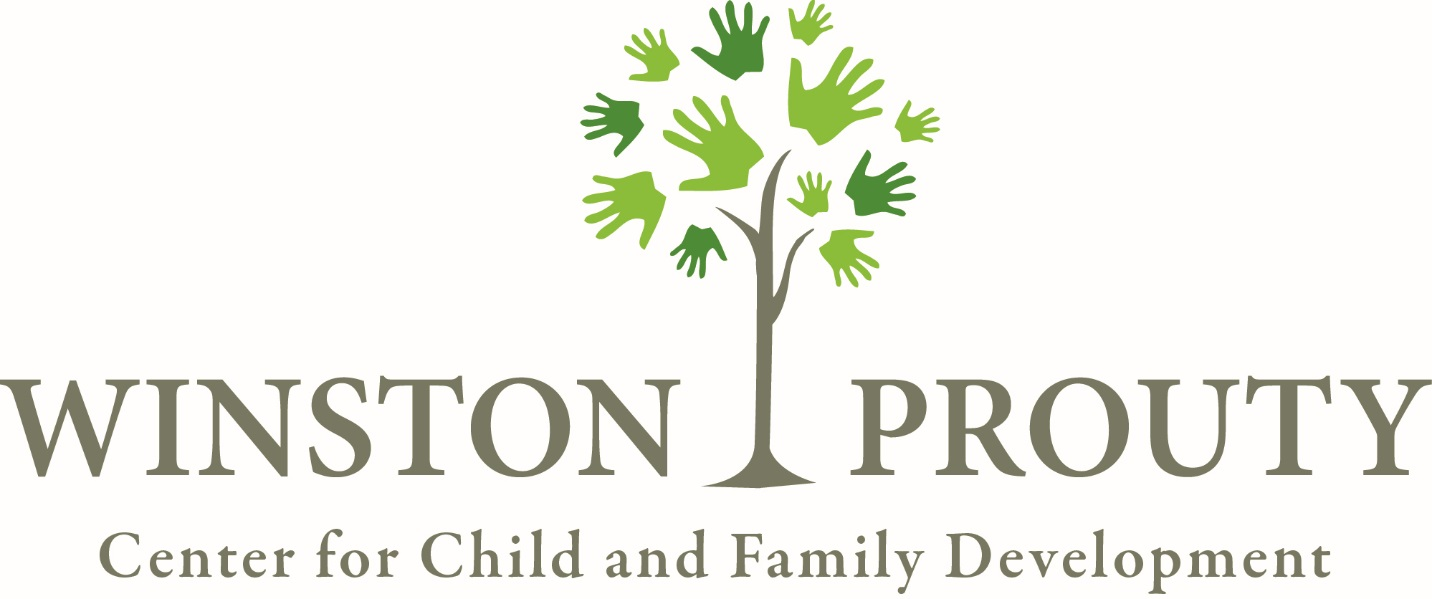 WINSTON PROUTY
Center for Child and Family Development